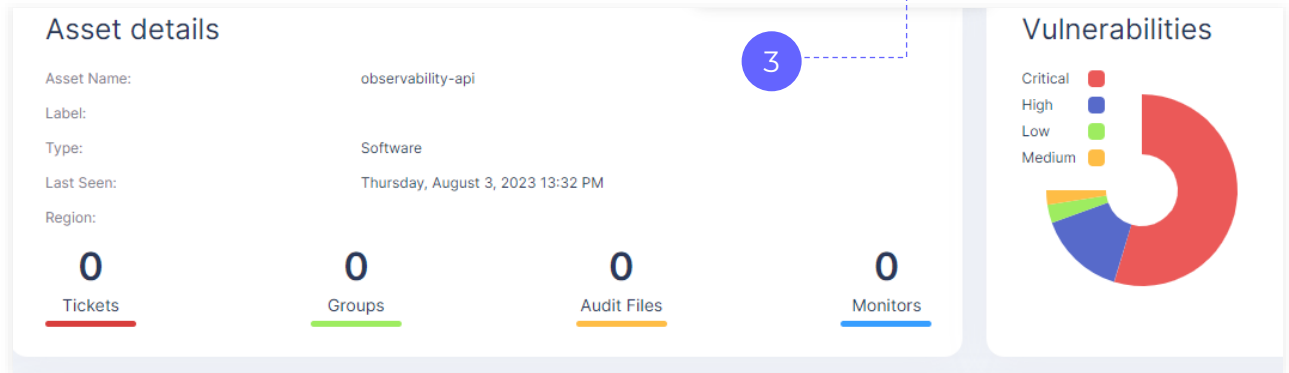 Asset details
3
Asset Name: observability-api
Label:
Type: Software
Last Seen: Thursday, August 3, 2023 13:32 PM
Region:
0 0 0 0
Tickets Groups Audit Files Monitors
Vulnerabilities
Critical
High
Low
Medium